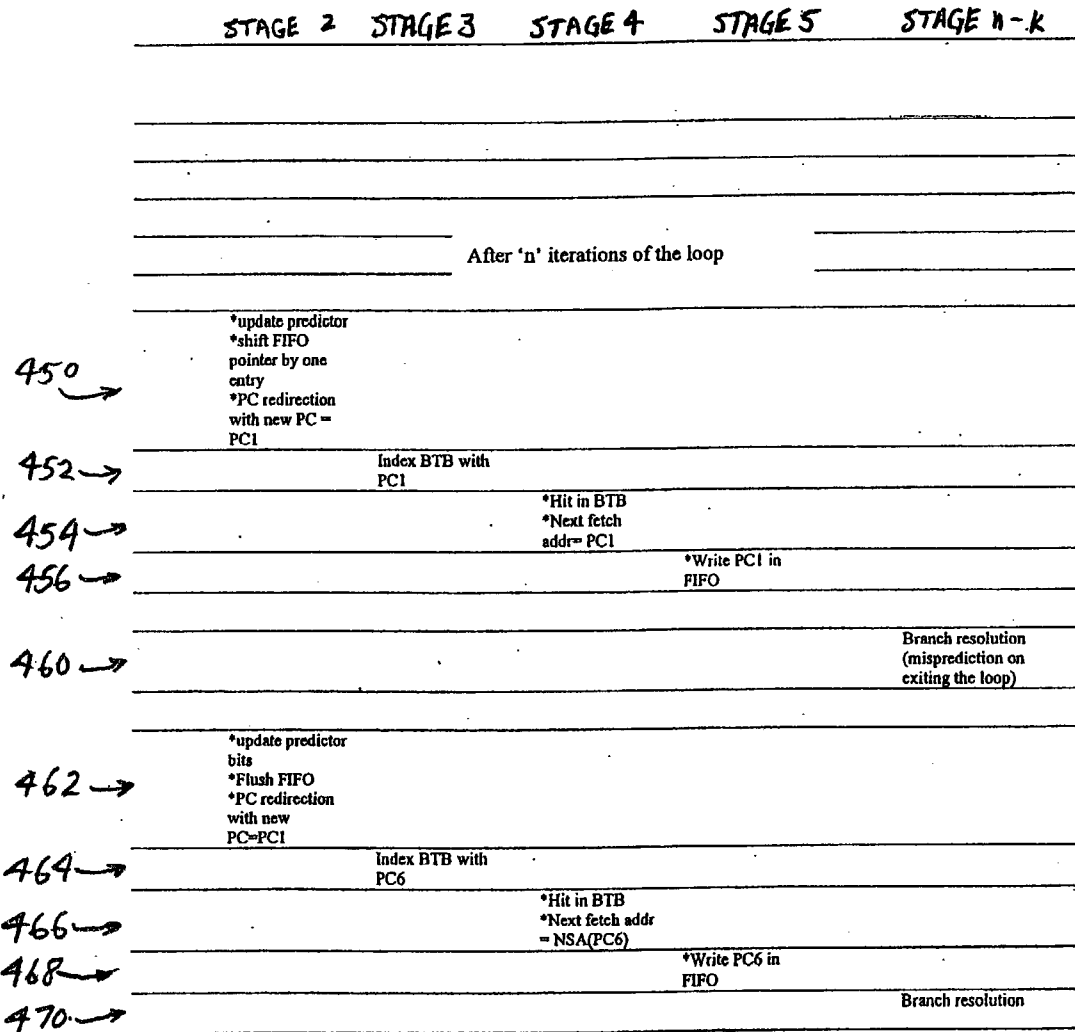 STAGE 2 STAGE 3 STAGE 4 STAGE 5 STAGE n-k
After 'n' iterations of the loop
450
*update predictor
*shift FIFO
pointer by one
entry
*PC redirection
with new PC =
PC1
452
Index BTB with
PC1
454
*Hit in BTB
*Next fetch
addr= PC1
456
*Write PC1 in
FIFO
460
Branch resolution
(misprediction on
exiting the loop)
462
*update predictor
bits
*Flush FIFO
*PC redirection
with new
PC=PC1
464
Index BTB with
PC6
466
*Hit in BTB
*Next fetch addr
= NSA(PC6)
468
*Write PC6 in
FIFO
470
Branch resolution